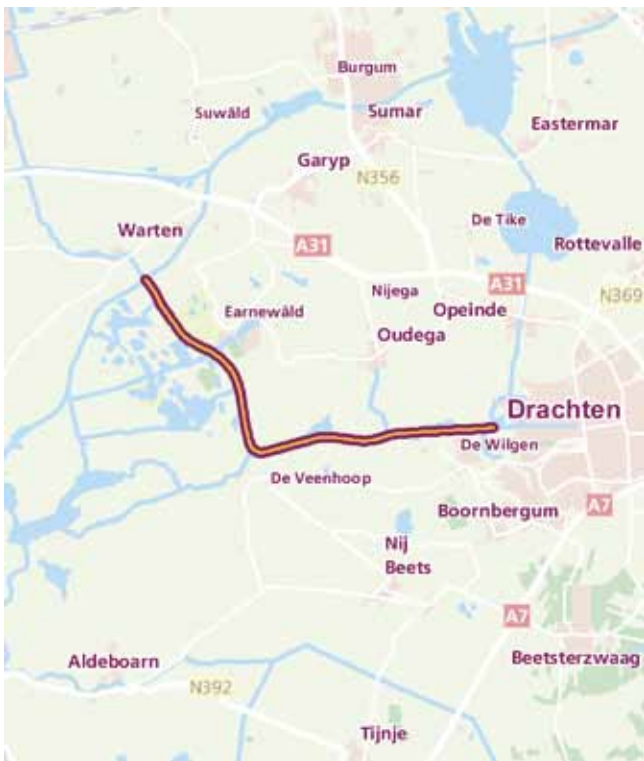 Burgum
Suwâld
Sumar
Eastermar
Garyp
N356
De Tike
Warten
Rottevalle
A31
A31
Nijega
N369
Earnewâld
Opeinde
Oudega
Drachten
De Wilgen
De Veenhoop
A7
Boornbergum
Nij
Beets
A7
Aldeboarn
Beetsterzwaag
N392
Tijnje